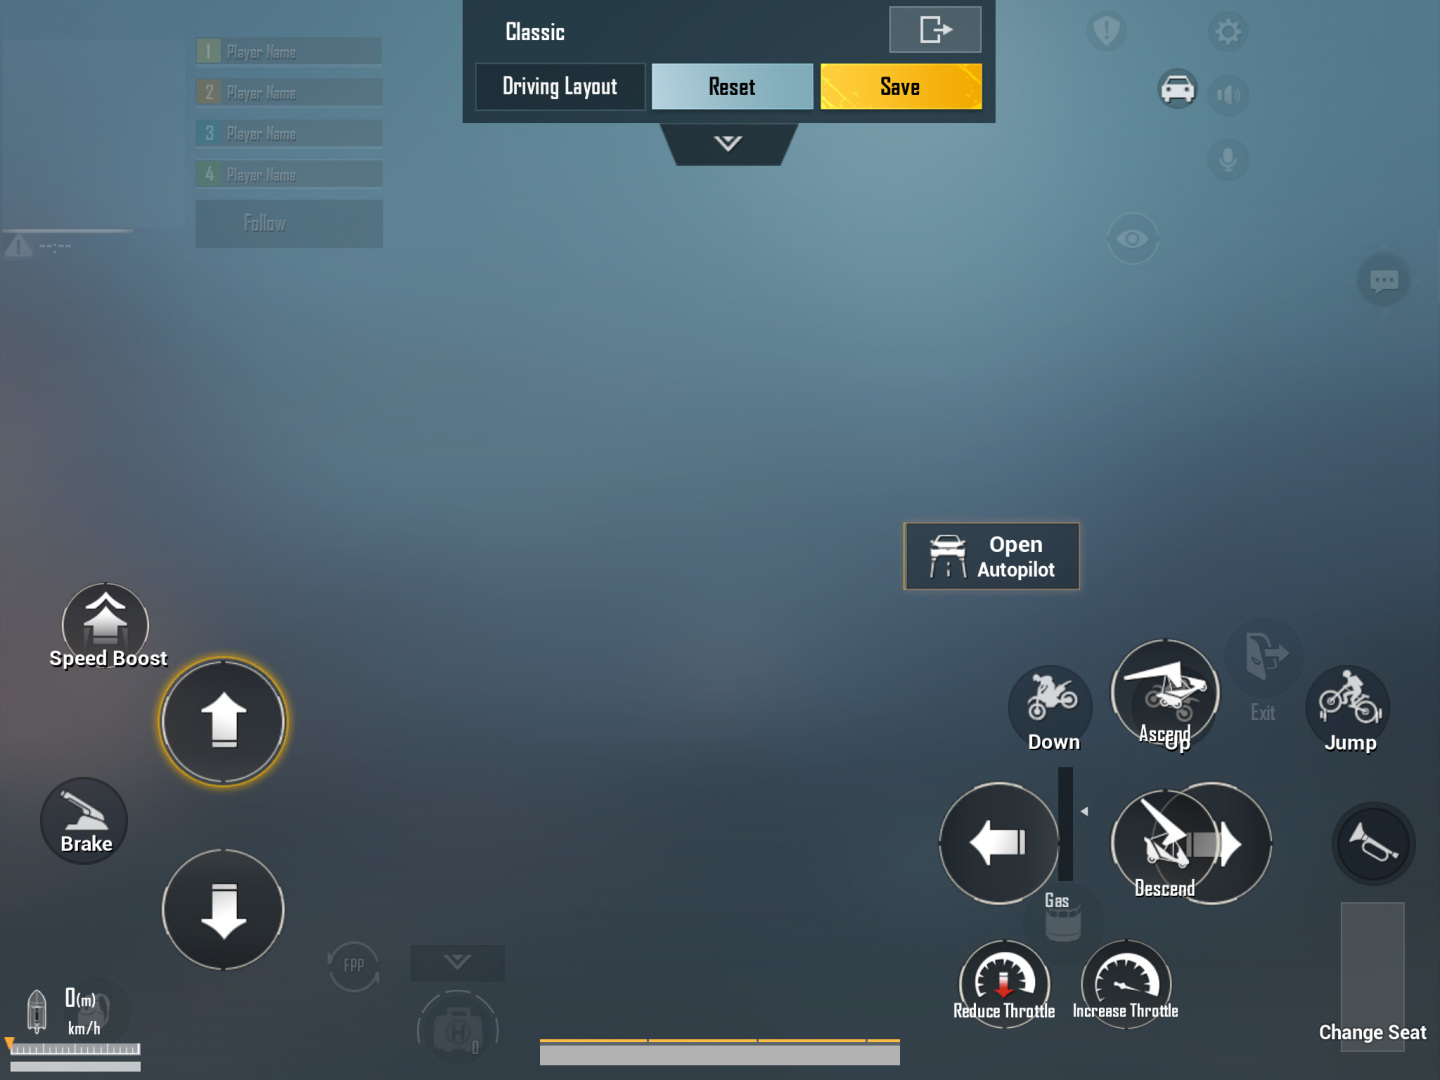 Classic
Driving Layout
Reset
Save
1 Player Name
2 Player Name
3 Player Name
4 Player Name
Follow
--:--
Open
Autopilot
Speed Boost
Brake
Down
Ascend
Up
Exit
Jump
Descend
Gas
FPP
Reduce Throttle
Increase Throttle
0(m)
km/h
0
Change Seat